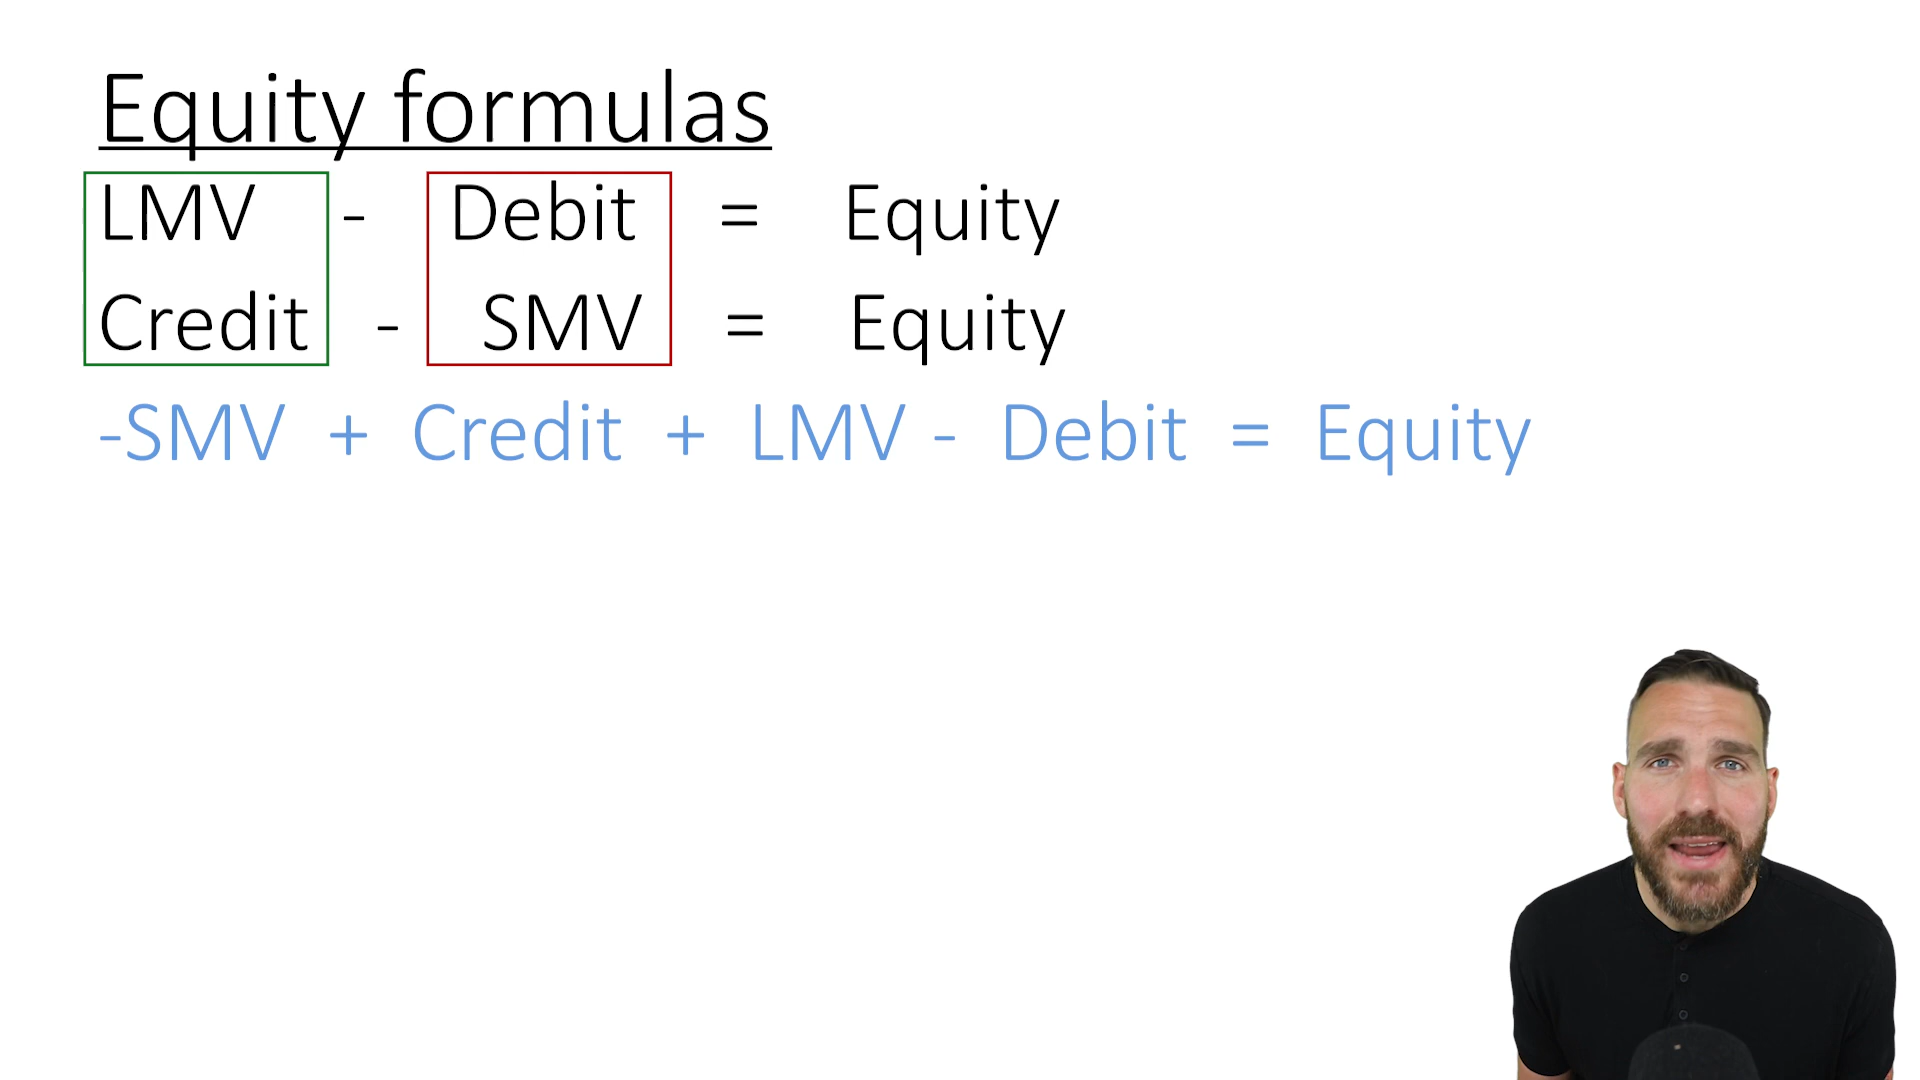 Equity formulas
LMV - Debit = Equity
Credit - SMV = Equity
-SMV + Credit + LMV - Debit = Equity